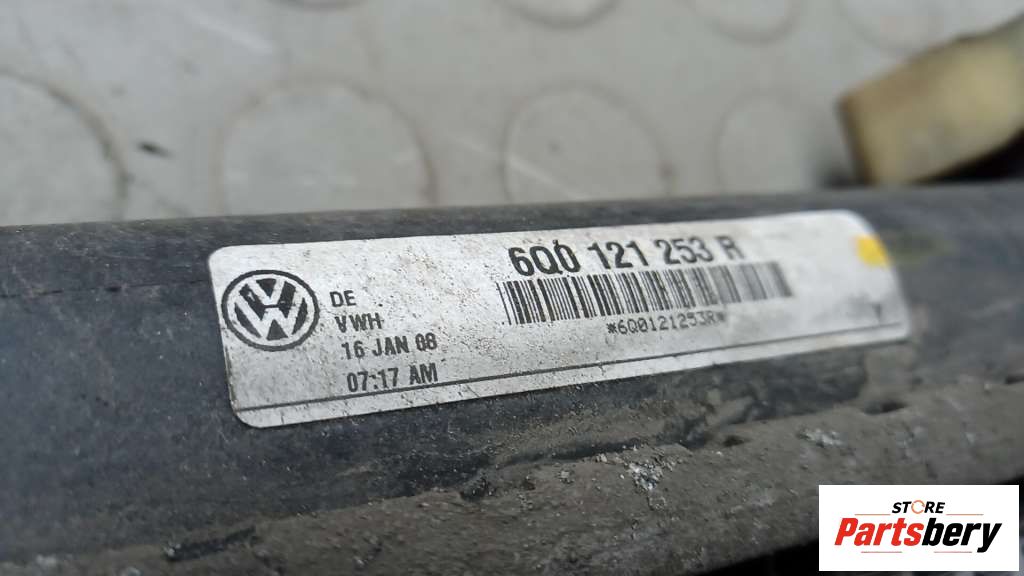 6Q0 121 253 R
*6Q0121253R*
DE
VWH
16 JAN 08
07:17 AM
STORE
Partsbery